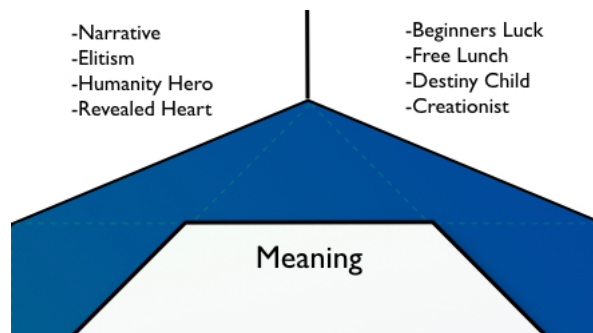 -Narrative
-Elitism
-Humanity Hero
-Revealed Heart
-Beginners Luck
-Free Lunch
-Destiny Child
-Creationist
Meaning